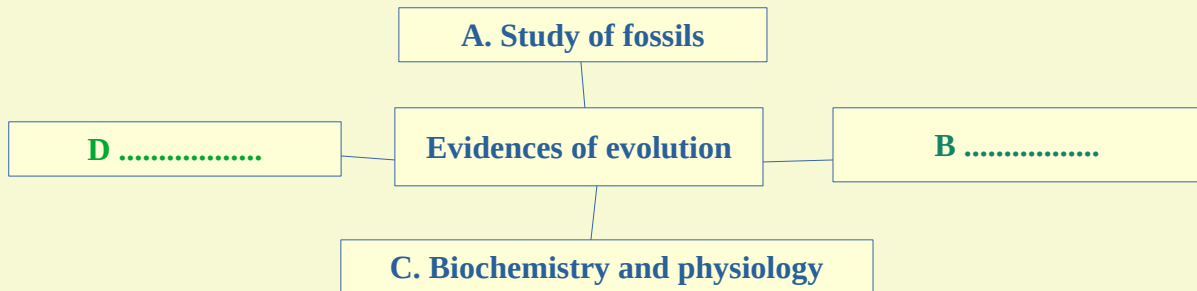 A. Study of fossils
D ..................
Evidences of evolution
B .................
C. Biochemistry and physiology